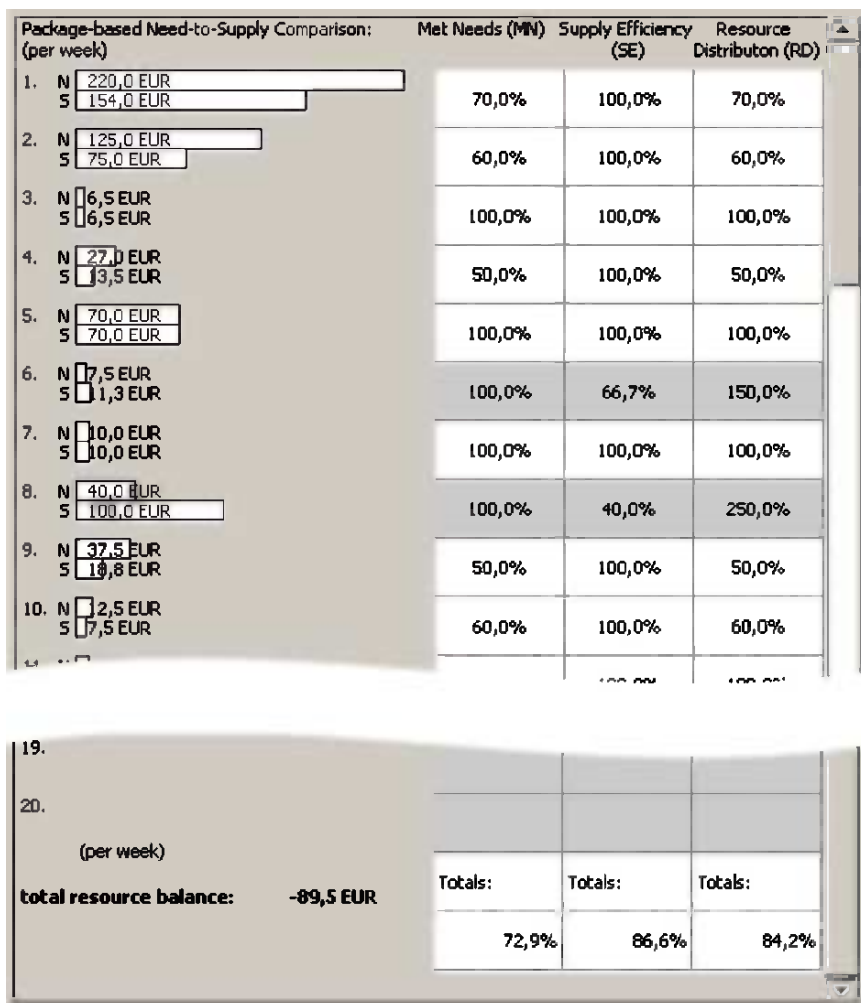 Package-based Need-to-Supply Comparison: Met Needs (MN) Supply Efficiency Resource
(per week) (SE) Distributon (RD)
1. N 220,0 EUR
S 154,0 EUR
70,0% 100,0% 70,0%
2. N 125,0 EUR
S 75,0 EUR
60,0% 100,0% 60,0%
3. N 6,5 EUR
S 6,5 EUR
100,0% 100,0% 100,0%
4. N 27,0 EUR
S 13,5 EUR
50,0% 100,0% 50,0%
5. N 70,0 EUR
S 70,0 EUR
100,0% 100,0% 100,0%
6. N 7,5 EUR
S 11,3 EUR
100,0% 66,7% 150,0%
7. N 10,0 EUR
S 10,0 EUR
100,0% 100,0% 100,0%
8. N 40,0 EUR
S 100,0 EUR
100,0% 40,0% 250,0%
9. N 37,5 EUR
S 18,8 EUR
50,0% 100,0% 50,0%
10. N 12,5 EUR
S 7,5 EUR
60,0% 100,0% 60,0%
19.
20.
(per week)
total resource balance: -89,5 EUR
Totals: Totals: Totals:
72,9% 86,6% 84,2%